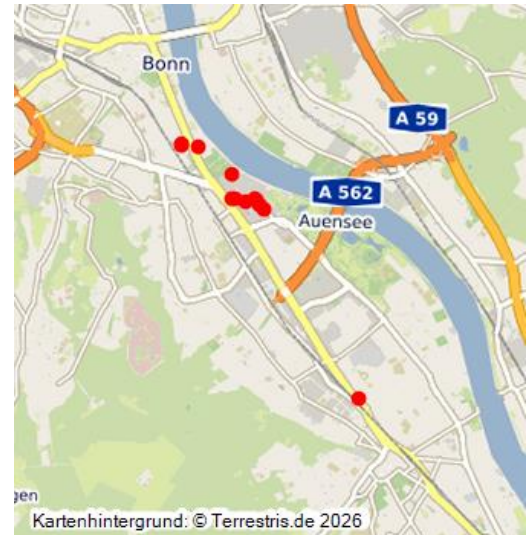 Bonn
A 59
A 562
Auensee
gen
Kartenhintergrund: © Terrestris.de 2026